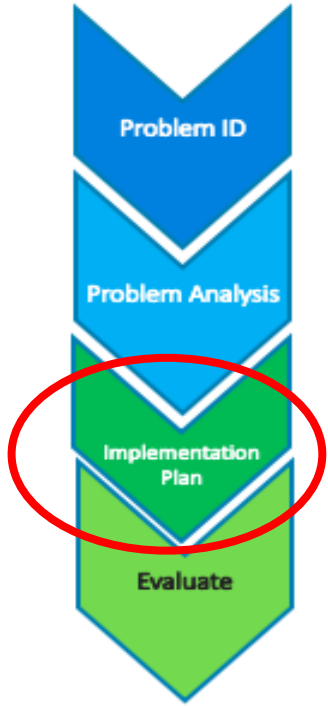 Problem ID
Problem Analysis
Implementation
Plan
Evaluate